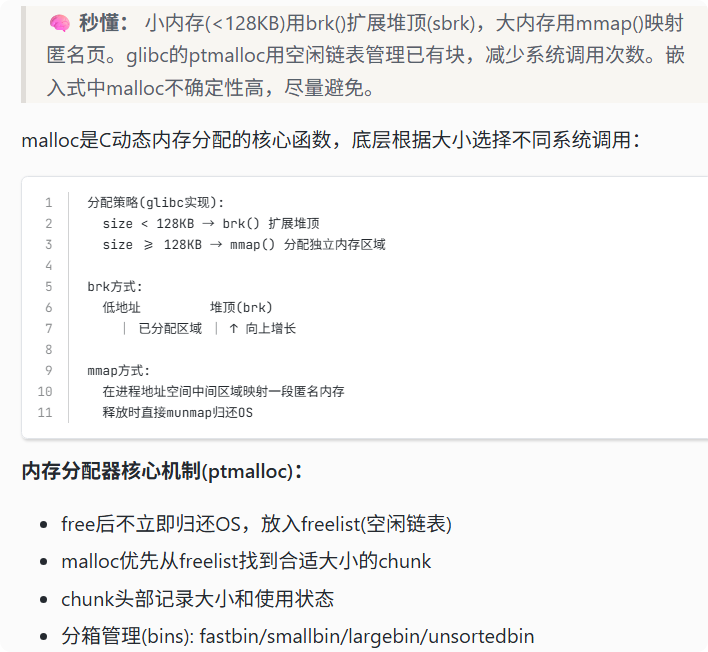 🧠 秒懂： 小内存(<128KB)用brk()扩展堆顶(sbrk)，大内存用mmap()映射
匿名页。glibc的ptmalloc用空闲链表管理已有块，减少系统调用次数。嵌
入式中malloc不确定性高，尽量避免。
malloc是C动态内存分配的核心函数，底层根据大小选择不同系统调用：
1 分配策略(glibc实现):
2 size < 128KB → brk() 扩展堆顶
3 size ≥ 128KB → mmap() 分配独立内存区域
4
5 brk方式:
6 低地址 堆顶(brk)
7 | 已分配区域 | ↑ 向上增长
8
9 mmap方式:
10 在进程地址空间中间区域映射一段匿名内存
11 释放时直接munmap归还OS
内存分配器核心机制(ptmalloc)：
• free后不立即归还OS，放入freelist(空闲链表)
• malloc优先从freelist找到合适大小的chunk
• chunk头部记录大小和使用状态
• 分箱管理(bins): fastbin/smallbin/largebin/unsortedbin